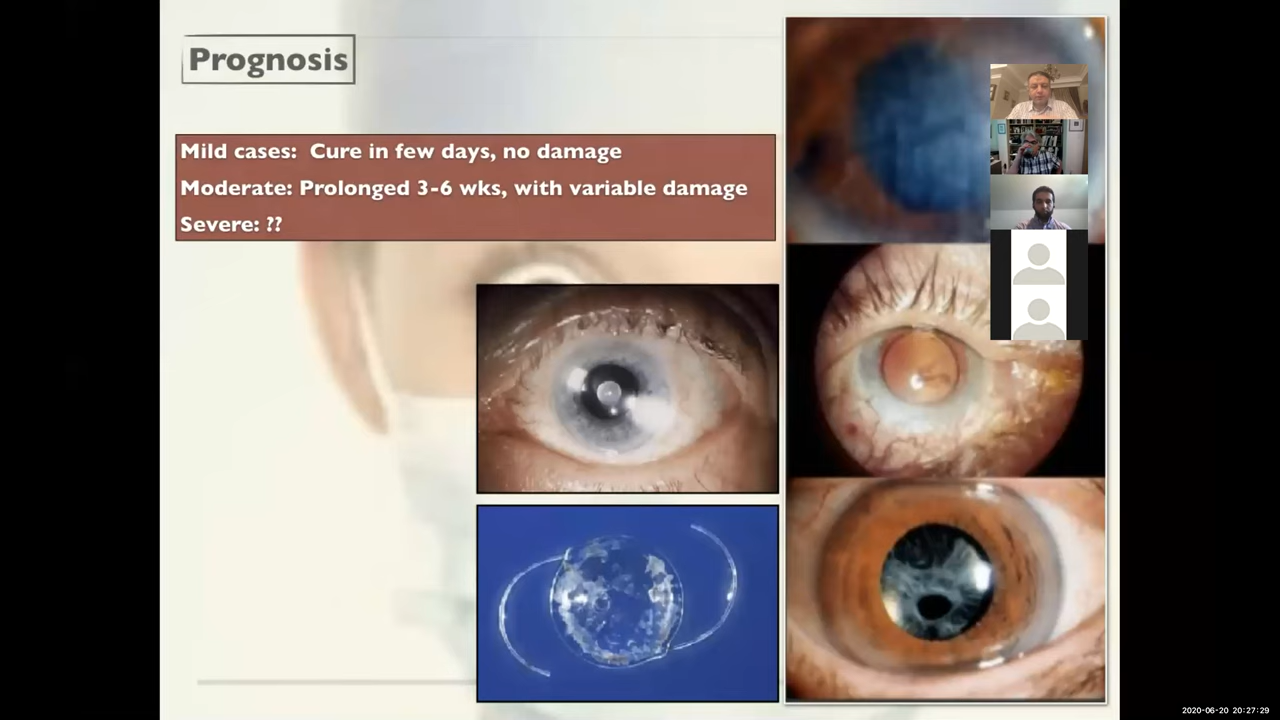 Prognosis
Mild cases: Cure in few days, no damage
Moderate: Prolonged 3-6 wks, with variable damage
Severe: ??
2020-06-20 20:27:29